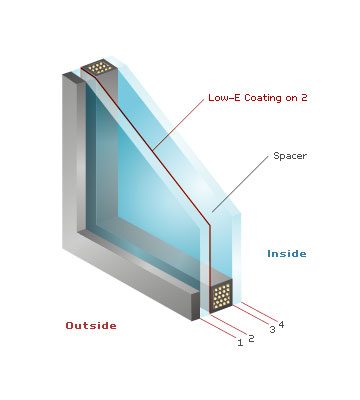 Low-E Coating on 2
Spacer
Inside
Outside
1
2
3
4